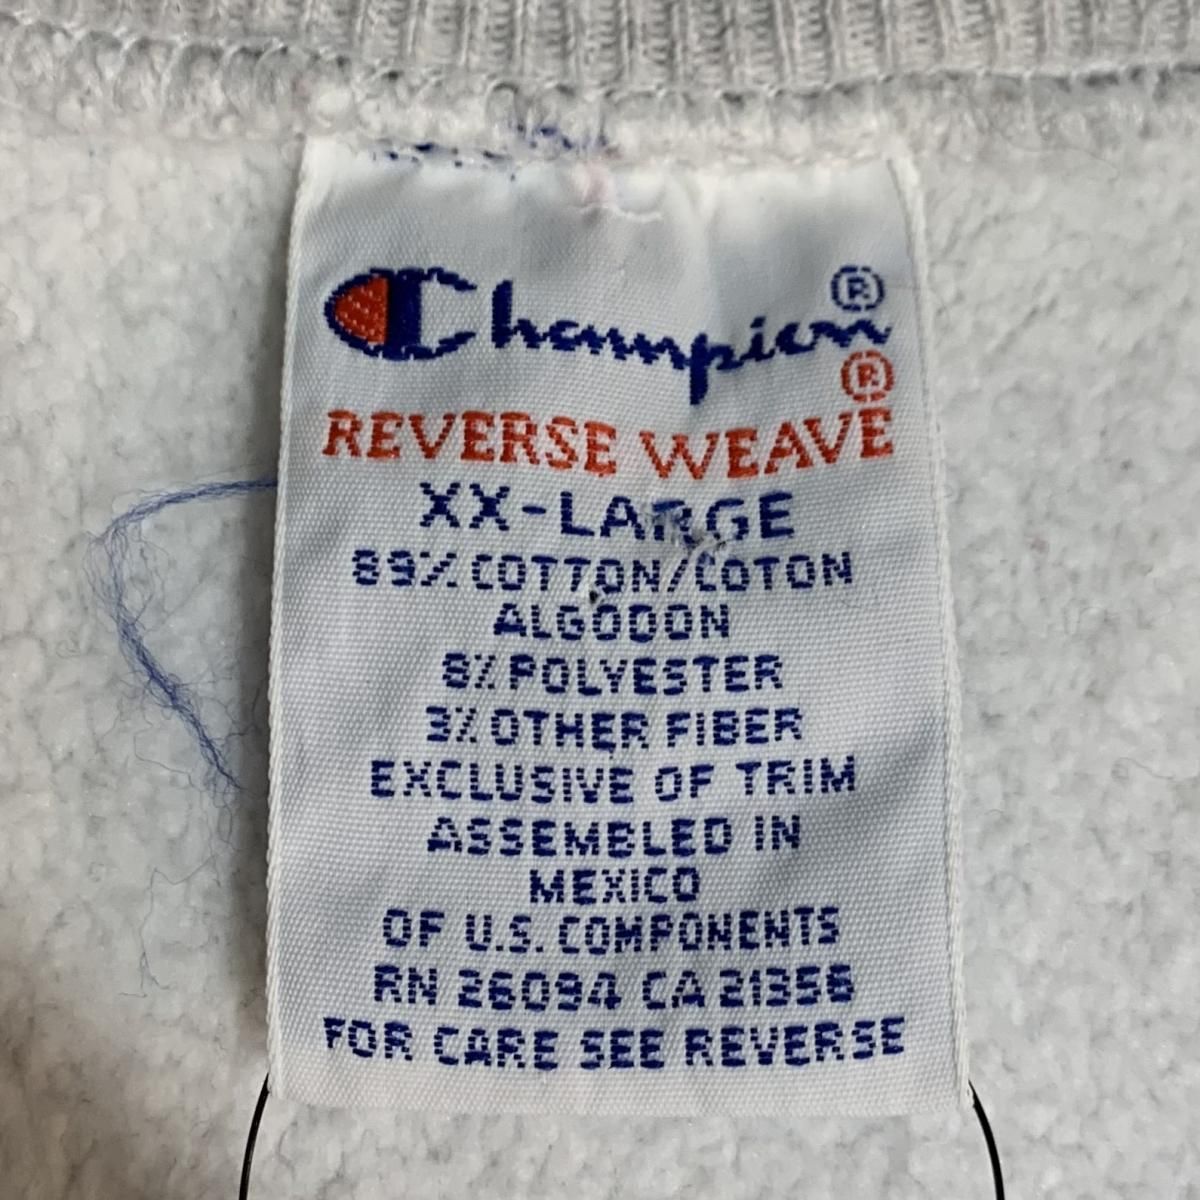 Champion®
REVERSE WEAVE®
XX-LARGE
89% COTTON/COTON
ALGODON
8% POLYESTER
3% OTHER FIBER
EXCLUSIVE OF TRIM
ASSEMBLED IN
MEXICO
OF U.S. COMPONENTS
RN 26094 CA 21356
FOR CARE SEE REVERSE